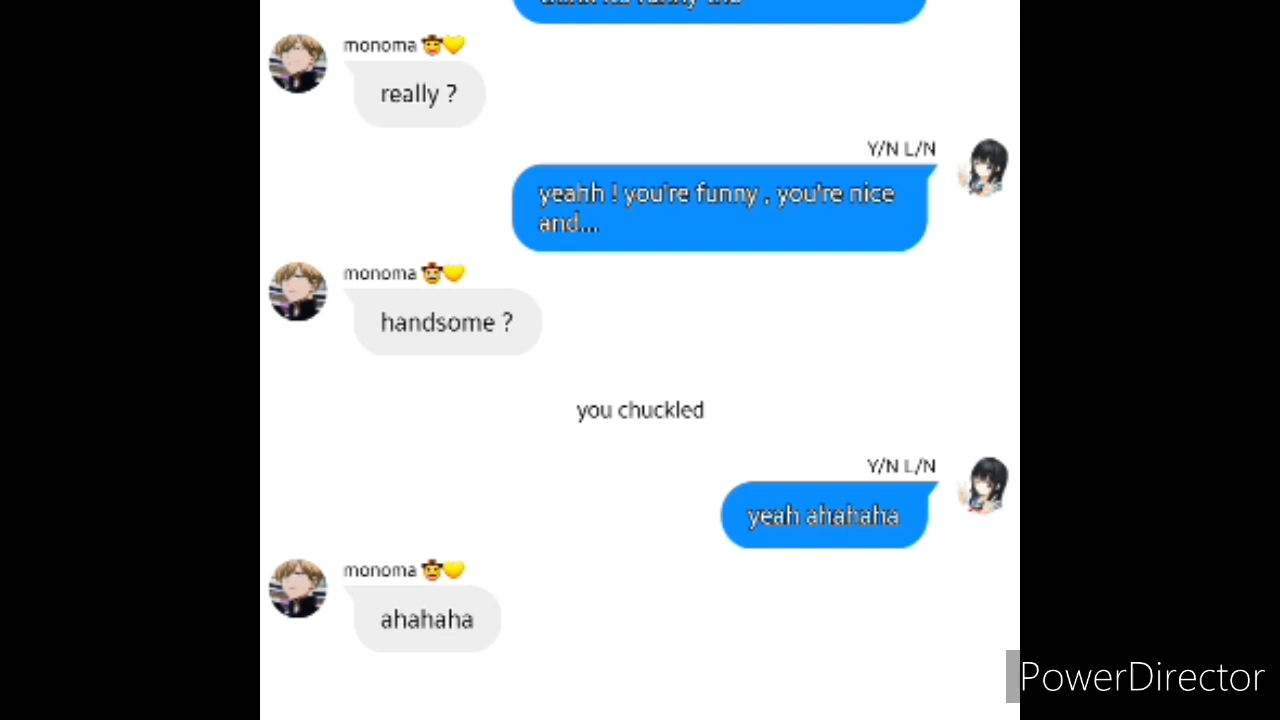 monoma 🤠💛
really ?
Y/N L/N
yeahh ! you're funny , you're nice
and...
monoma 🤠💛
handsome ?
you chuckled
Y/N L/N
yeah ahahaha
monoma 🤠💛
ahahaha
PowerDirector